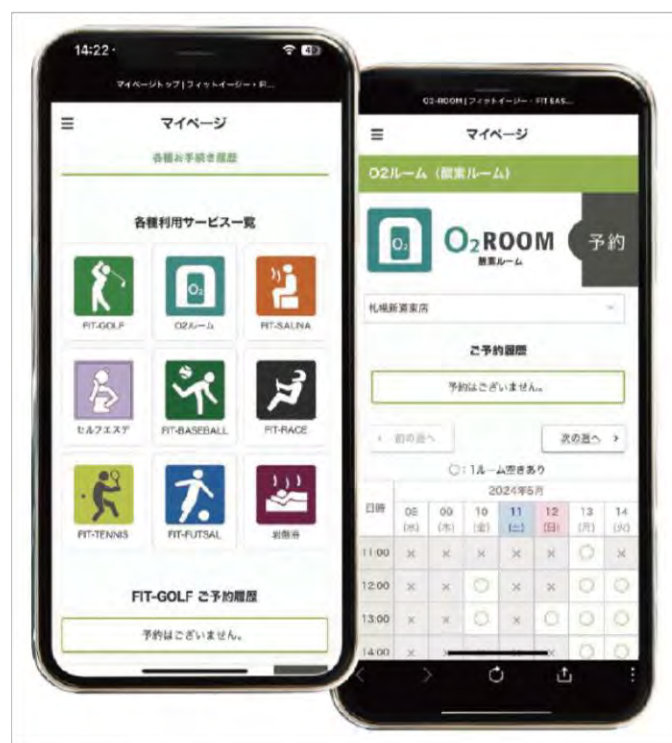 14:22
マイページトップ | フィットイージー・
マイページ
各種お手続き履歴
各種利用サービス一覧
FIT-GOLF
O2ルーム
FIT-SAUNA
セルフエステ
FIT-BASEBALL
FIT-RACE
FIT-TENNIS
FIT-FUTSAL
岩盤浴
FIT-GOLF ご予約履歴
予約はございません。
O2-ROOM | フィットイージー・FIT EAS...
マイページ
O2ルーム（酸素ルーム）
O₂
O₂ROOM
酸素ルーム
予約
札幌新道東店
ご予約履歴
予約はございません。
前の週へ
次の週へ
〇：1ルーム空きあり
2024年5月
日時 08 09 10 11 12 13 14
(水) (木) (金) (土) (日) (月) (火)
11:00 × × × × × 〇 ×
12:00 × × 〇 × × 〇 〇
13:00 × × 〇 × 〇 〇 〇
14:00 × × 〇 〇